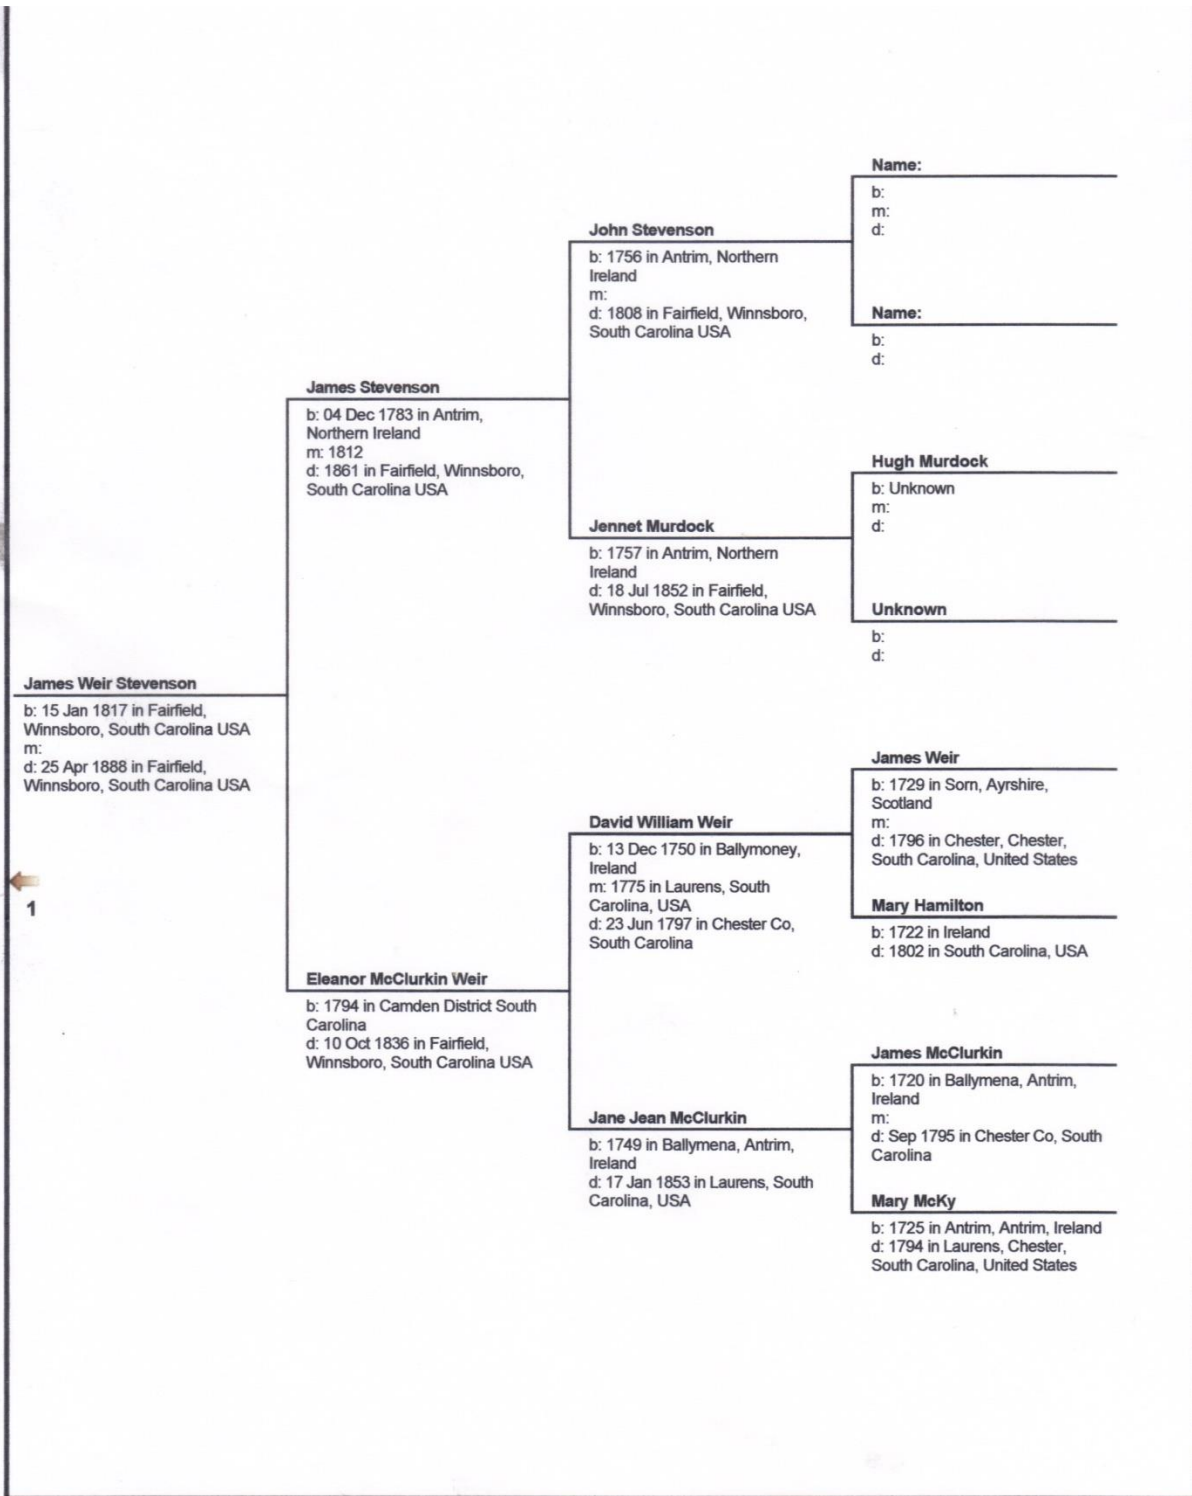 Name:
b:
m:
d:
John Stevenson
b: 1756 in Antrim, Northern
Ireland
m:
d: 1808 in Fairfield, Winnsboro,
South Carolina USA
Name:
b:
d:
James Stevenson
b: 04 Dec 1783 in Antrim,
Northern Ireland
m: 1812
d: 1861 in Fairfield, Winnsboro,
South Carolina USA
Hugh Murdock
b: Unknown
m:
d:
Jennet Murdock
b: 1757 in Antrim, Northern
Ireland
d: 18 Jul 1852 in Fairfield,
Winnsboro, South Carolina USA
Unknown
b:
d:
James Weir Stevenson
b: 15 Jan 1817 in Fairfield,
Winnsboro, South Carolina USA
m:
d: 25 Apr 1888 in Fairfield,
Winnsboro, South Carolina USA
James Weir
b: 1729 in Sorn, Ayrshire,
Scotland
m:
d: 1796 in Chester, Chester,
South Carolina, United States
David William Weir
b: 13 Dec 1750 in Ballymoney,
Ireland
m: 1775 in Laurens, South
Carolina, USA
d: 23 Jun 1797 in Chester Co,
South Carolina
1
Mary Hamilton
b: 1722 in Ireland
d: 1802 in South Carolina, USA
Eleanor McClurkin Weir
b: 1794 in Camden District South
Carolina
d: 10 Oct 1836 in Fairfield,
Winnsboro, South Carolina USA
James McClurkin
b: 1720 in Ballymena, Antrim,
Ireland
m:
d: Sep 1795 in Chester Co, South
Carolina
Jane Jean McClurkin
b: 1749 in Ballymena, Antrim,
Ireland
d: 17 Jan 1853 in Laurens, South
Carolina, USA
Mary McKy
b: 1725 in Antrim, Antrim, Ireland
d: 1794 in Laurens, Chester,
South Carolina, United States